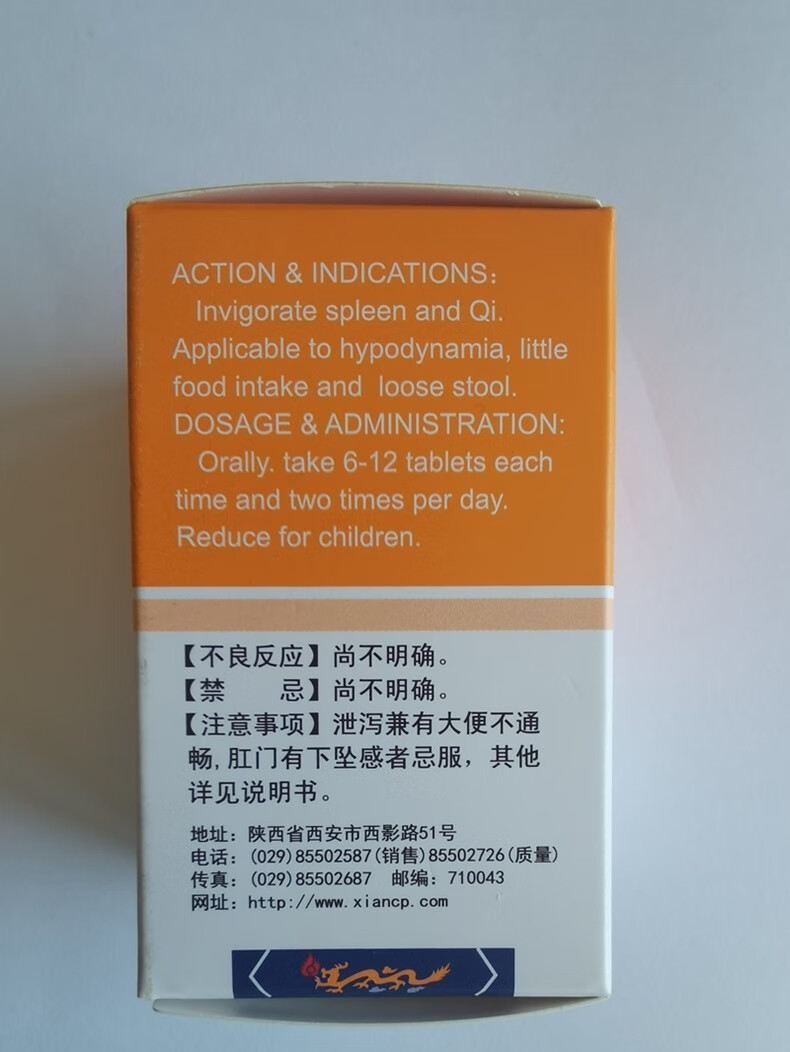 ACTION & INDICATIONS:
Invigorate spleen and Qi.
Applicable to hypodynamia, little
food intake and loose stool.
DOSAGE & ADMINISTRATION:
Orally. take 6-12 tablets each
time and two times per day.
Reduce for children.
【不良反应】尚不明确。
【禁 忌】尚不明确。
【注意事项】泄泻兼有大便不通
畅,肛门有下坠感者忌服，其他
详见说明书。
地址：陕西省西安市西影路51号
电话：(029)85502587(销售)85502726(质量)
传真：(029)85502687 邮编：710043
网址：http://www.xiancp.com